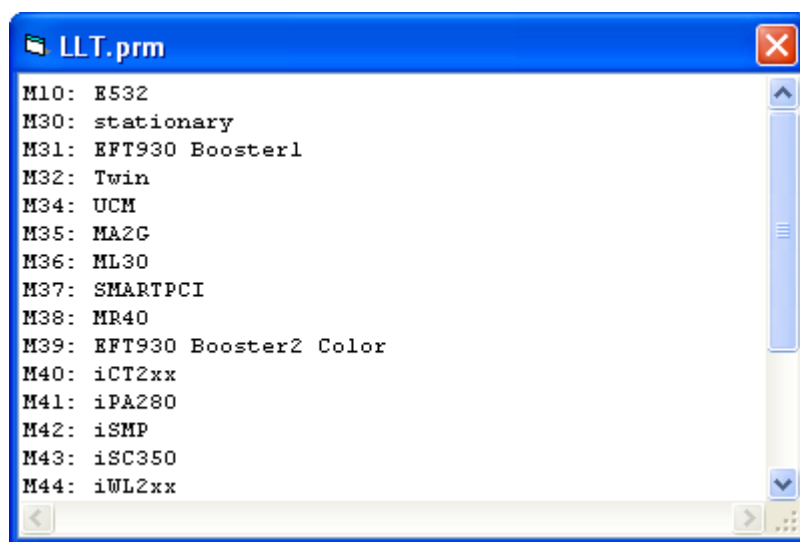 LLT.prm
M10: E532
M30: stationary
M31: EFT930 Booster1
M32: Twin
M34: UCM
M35: MA2G
M36: ML30
M37: SMARTPCI
M38: MR40
M39: EFT930 Booster2 Color
M40: iCT2xx
M41: iPA280
M42: iSMP
M43: iSC350
M44: iWL2xx